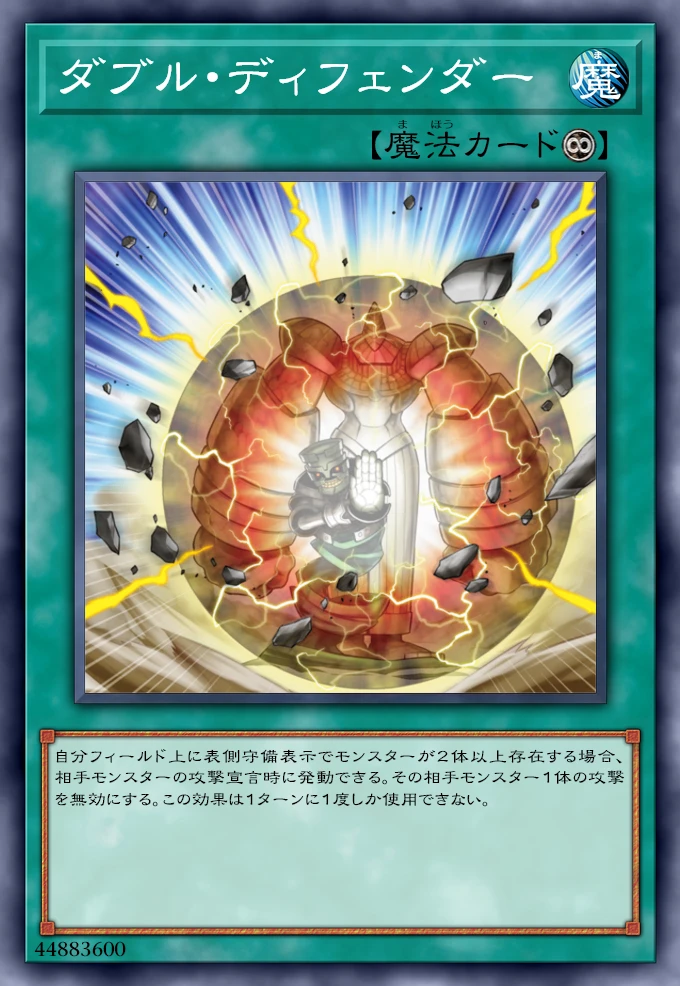 ダブル・ディフェンダー 魔
ま
まほう
【魔法カード】
自分フィールド上に表側守備表示でモンスターが2体以上存在する場合、
相手モンスターの攻撃宣言時に発動できる。その相手モンスター1体の攻撃
を無効にする。この効果は1ターンに1度しか使用できない。
44883600